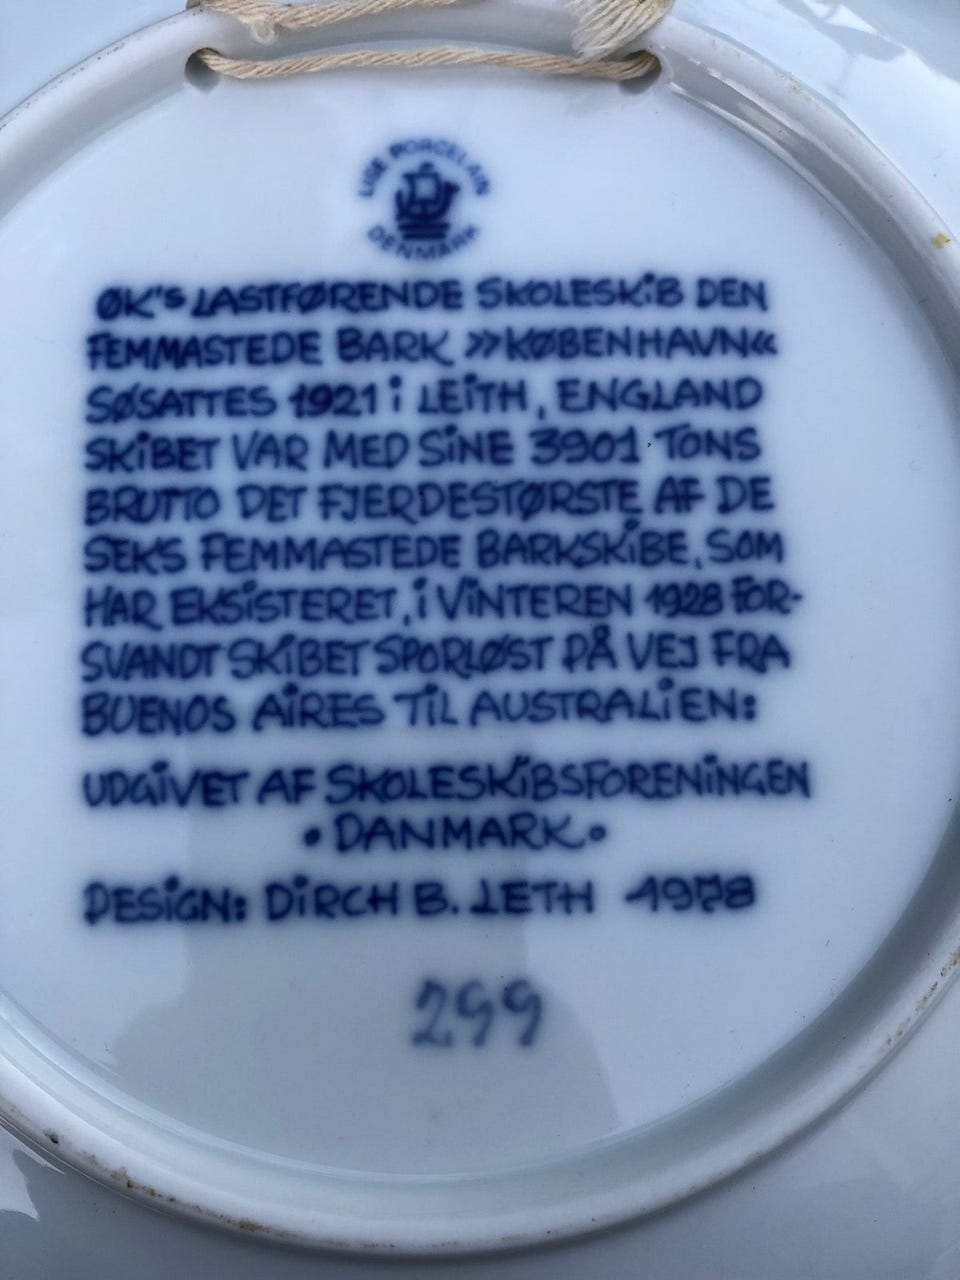 LIDE PORCELAIN
DENMARK
ØK's LASTFØRENDE SKOLESKiB DEN
FEMMASTEDE BARK »KØBENHAVN«
SØSATTES 1921 i LEiTH, ENGLAND
SKiBET VAR MED SiNE 3901 TONS
BRUTTO DET FJERDESTØRSTE AF DE
SEKS FEMMASTEDE BARKSKiBE, SOM
HAR EKSiSTERET, i ViNTEREN 1928 FOR-
SVANDT SKiBET SPORLØST PÅ VEJ FRA
BUENOS AiRES TiL AUSTRALiEN:
UDGiVET AF SKOLESKiBSFORENiNGEN
• DANMARK •
DESiGN: DiRCH B. LETH 1978
299